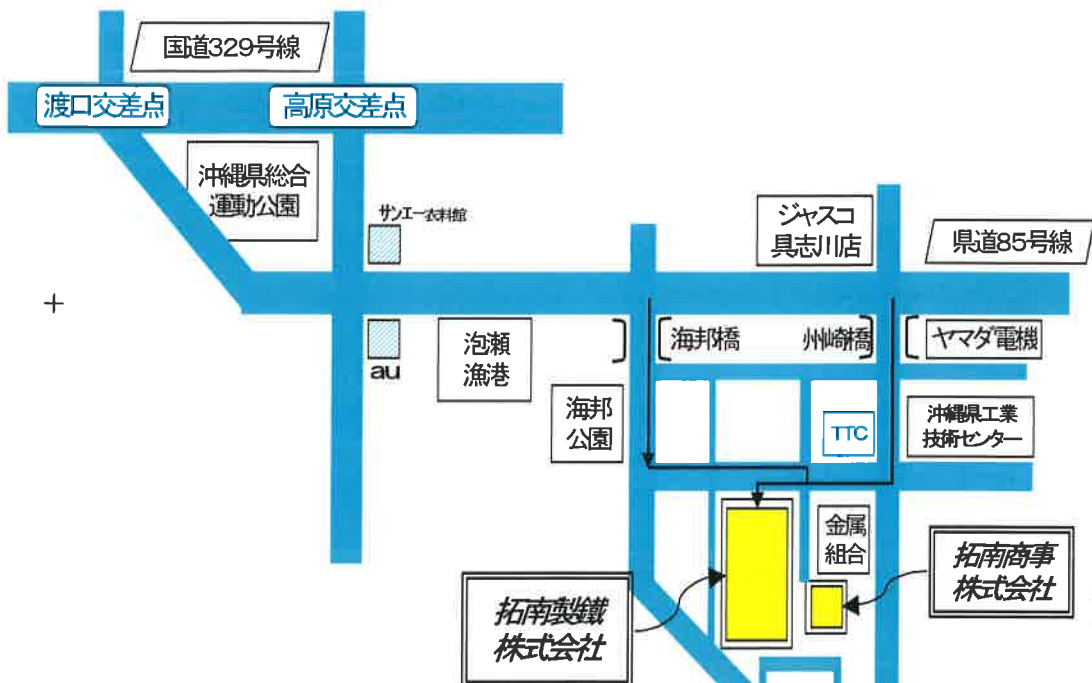 国道329号線
渡口交差点
高原交差点
沖縄県総合
運動公園
サンエー衣料館
ジャスコ
具志川店
県道85号線
au
泡瀬
漁港
海邦橋
州崎橋
ヤマダ電機
海邦
公園
TTC
沖縄県工業
技術センター
金属
組合
拓南商事
株式会社
拓南製鐵
株式会社